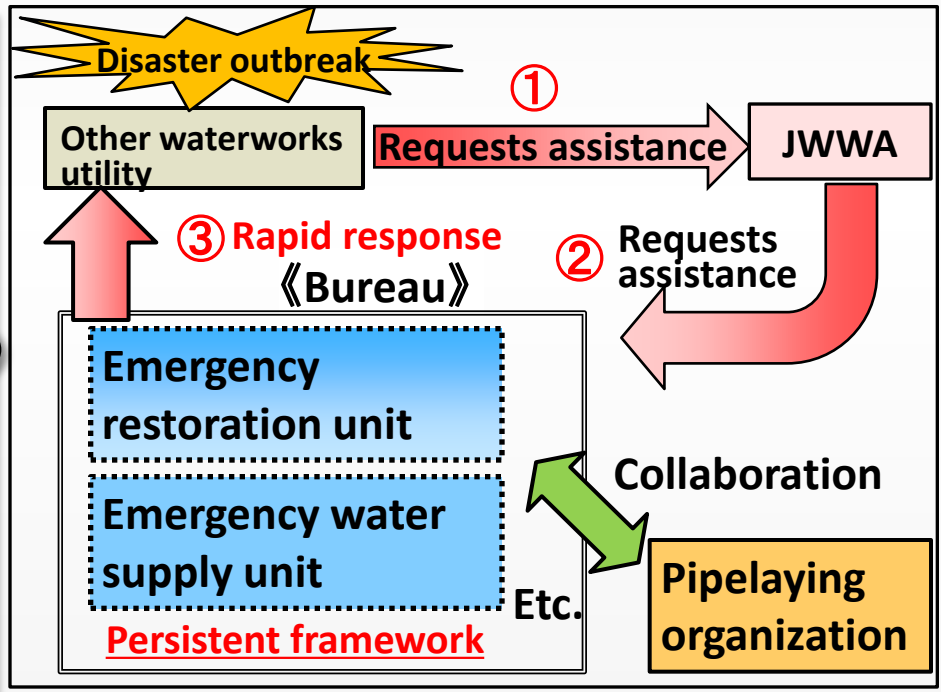 Disaster outbreak
①
Other waterworks
utility
Requests assistance
JWWA
③ Rapid response
② Requests
assistance
《Bureau》
Emergency
restoration unit
Collaboration
Emergency water
supply unit
Etc.
Pipelaying
organization
Persistent framework